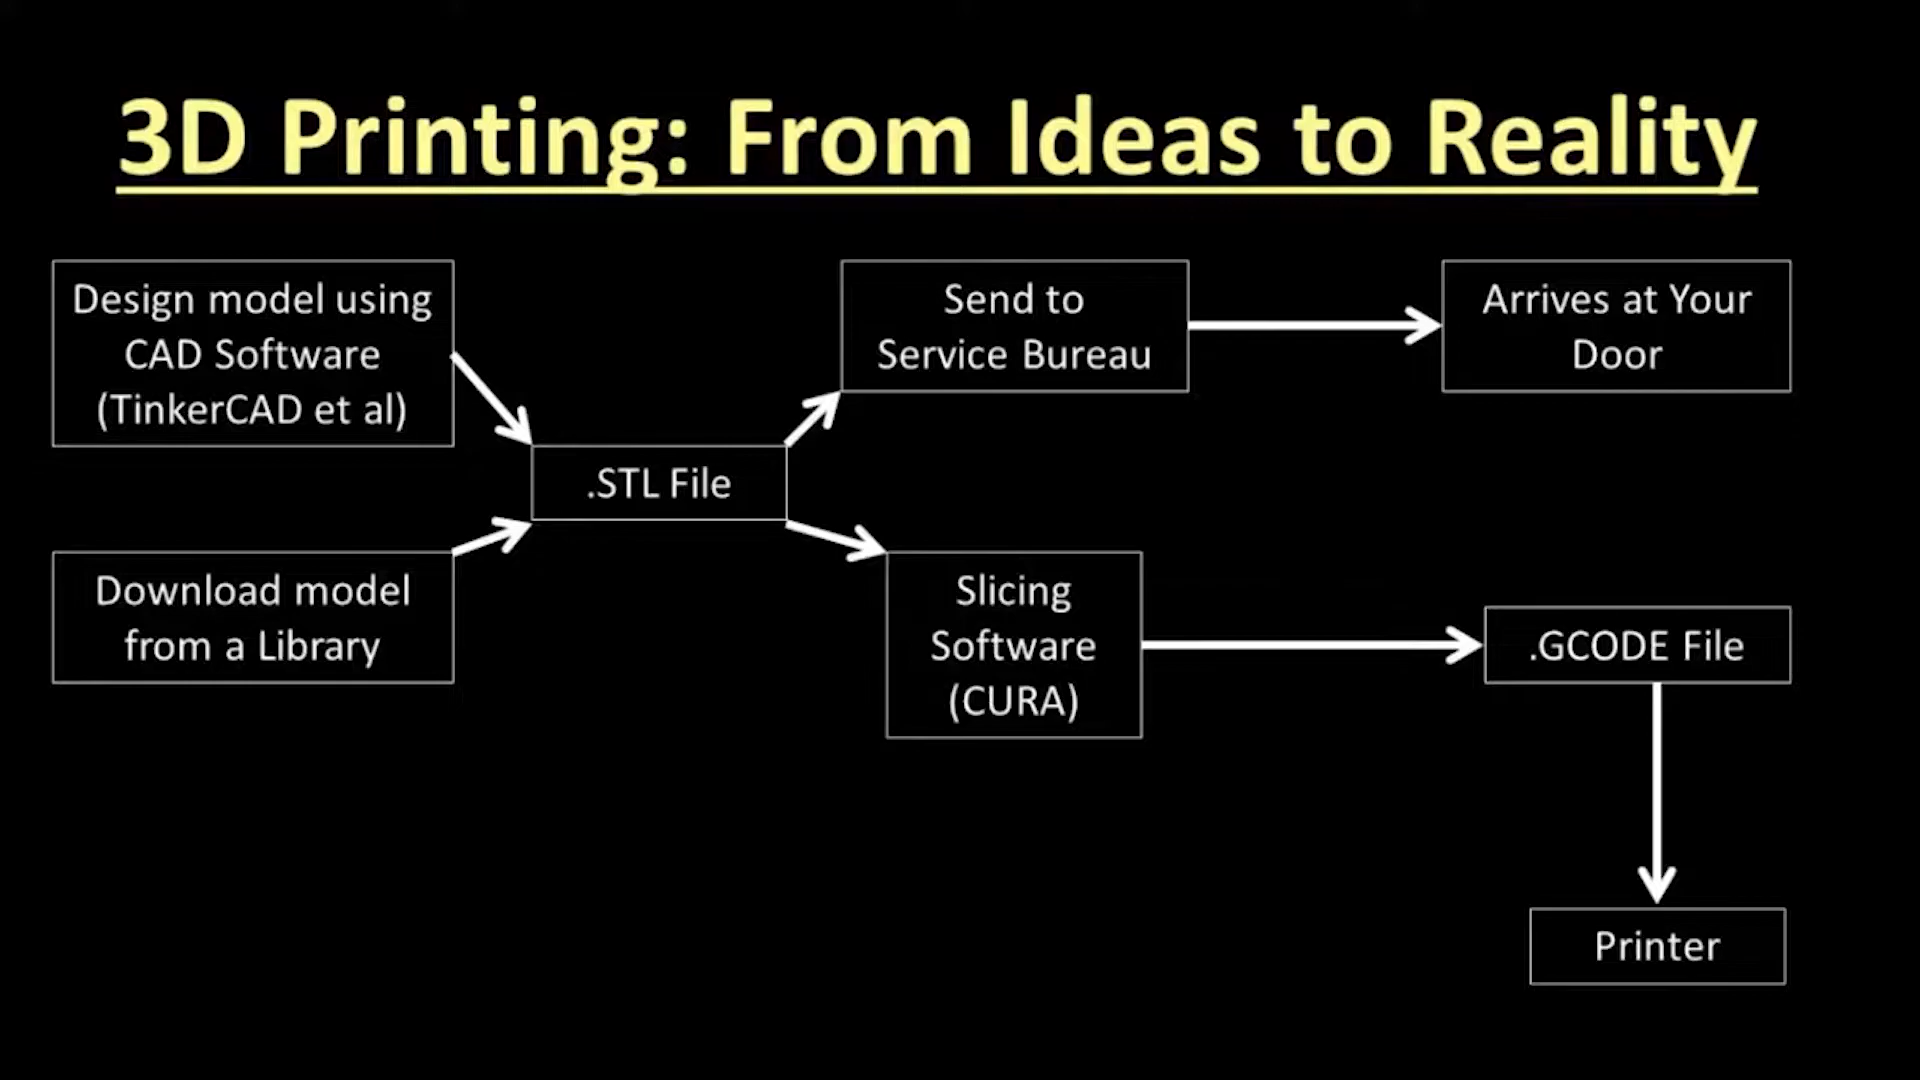 3D Printing: From Ideas to Reality
Design model using
CAD Software
(TinkerCAD et al)
Download model
from a Library
.STL File
Send to
Service Bureau
Arrives at Your
Door
Slicing
Software
(CURA)
.GCODE File
Printer